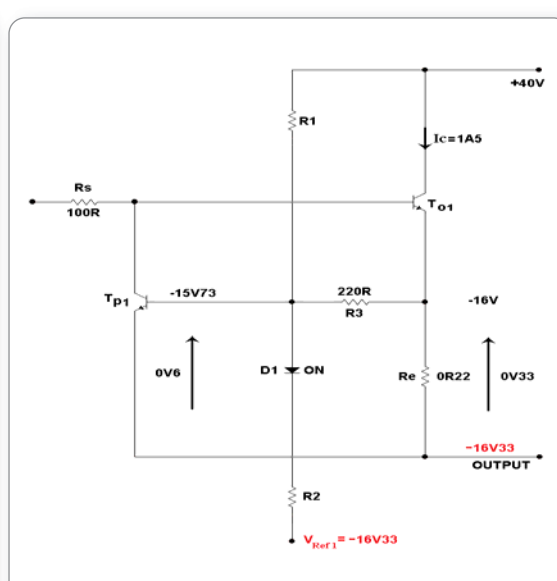 +40V
R1
Ic=1A5
Rs
100R
To1
Tp1
-15V73
220R
R3
-16V
0V6
D1 ON
Re 0R22
0V33
-16V33
OUTPUT
R2
VRef1 = -16V33